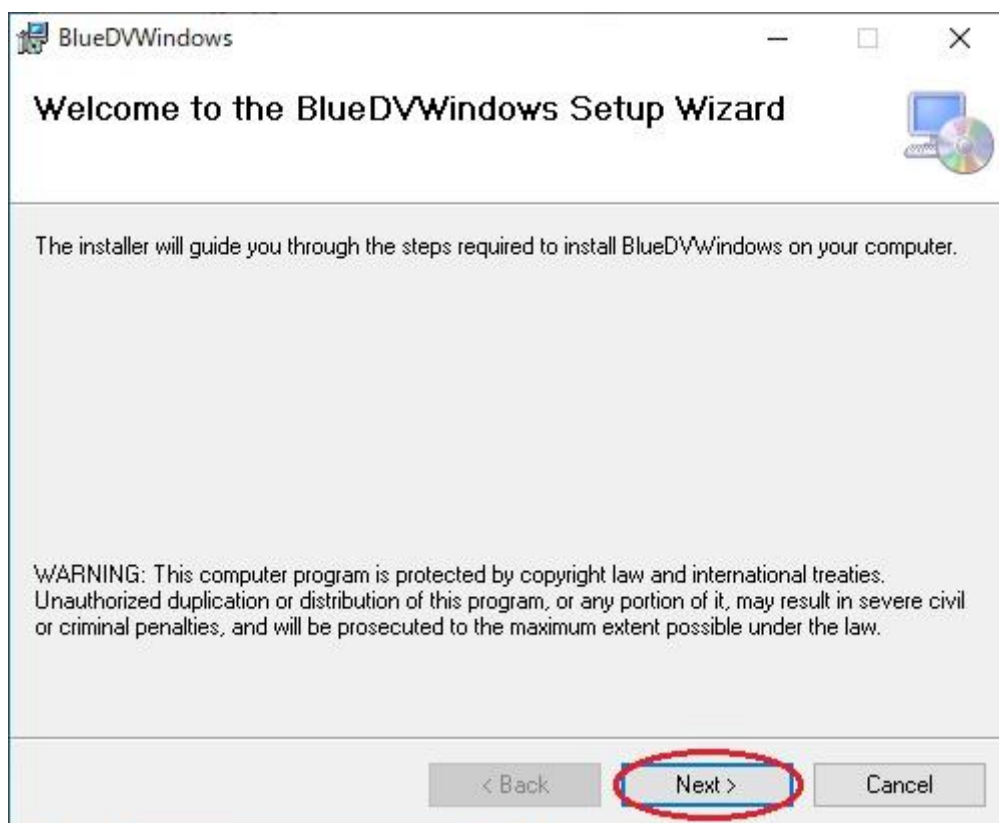 BlueDVWindows
Welcome to the BlueDVWindows Setup Wizard
The installer will guide you through the steps required to install BlueDVWindows on your computer.
WARNING: This computer program is protected by copyright law and international treaties.
Unauthorized duplication or distribution of this program, or any portion of it, may result in severe civil
or criminal penalties, and will be prosecuted to the maximum extent possible under the law.
< Back Next > Cancel